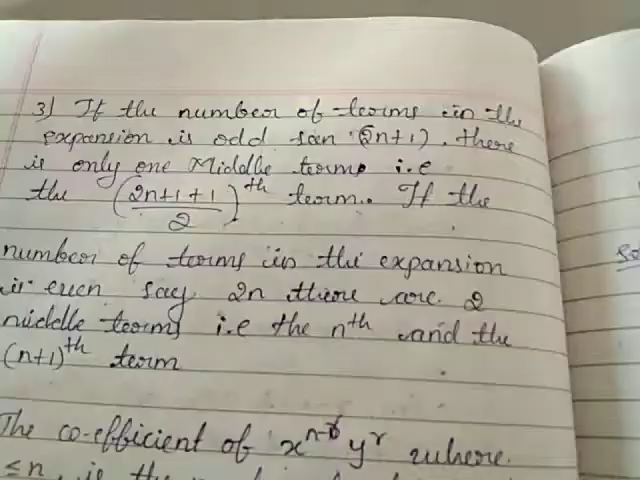 3) If the number of terms in the
expansion is odd say (2n+1), there
is only one Middle term i.e
the (2n+1+1/2)^th term. If the
number of terms in the expansion
is even say 2n there are 2
middle terms i.e the n^th and the
(n+1)^th term
The co-efficient of x^n-r y^r where
≤n, is the